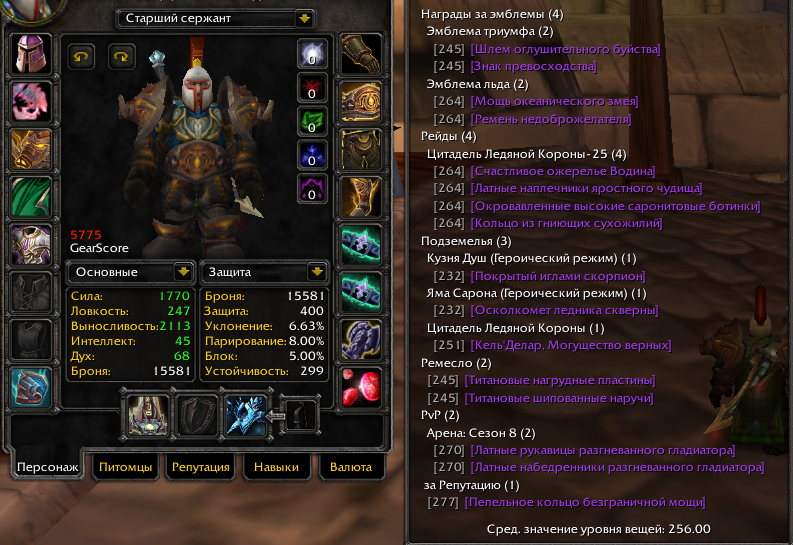 Старший сержант
0
0
0
0
0
5775
GearScore
Основные
Защита
Сила: 1770
Ловкость: 247
Выносливость: 2113
Интеллект: 45
Дух: 68
Броня: 15581
Броня: 15581
Защита: 400
Уклонение: 6.63%
Парирование: 8.00%
Блок: 5.00%
Устойчивость: 299
Персонаж
Питомцы
Репутация
Навыки
Валюта
Награды за эмблемы (4)
Эмблема триумфа (2)
[245] [Шлем оглушительного буйства]
[245] [Знак превосходства]
Эмблема льда (2)
[264] [Мощь океанического змея]
[264] [Ремень недоброжелателя]
Рейды (4)
Цитадель Ледяной Короны-25 (4)
[264] [Счастливое ожерелье Водина]
[264] [Латные наплечники яростного чудища]
[264] [Окровавленные высокие саронитовые ботинки]
[264] [Кольцо из гниющих сухожилий]
Подземелья (3)
Кузня Душ (Героический режим) (1)
[232] [Покрытый иглами скорпион]
Яма Сарона (Героический режим) (1)
[232] [Осколкомет ледника скверны]
Цитадель Ледяной Короны (1)
[251] [Кель'Делар, Могущество верных]
Ремесло (2)
[245] [Титановые нагрудные пластины]
[245] [Титановые шипованные наручи]
PvP (2)
Арена: Сезон 8 (2)
[270] [Латные рукавицы разгневанного гладиатора]
[270] [Латные набедренники разгневанного гладиатора]
за Репутацию (1)
[277] [Пепельное кольцо безграничной мощи]
Сред. значение уровня вещей: 256.00